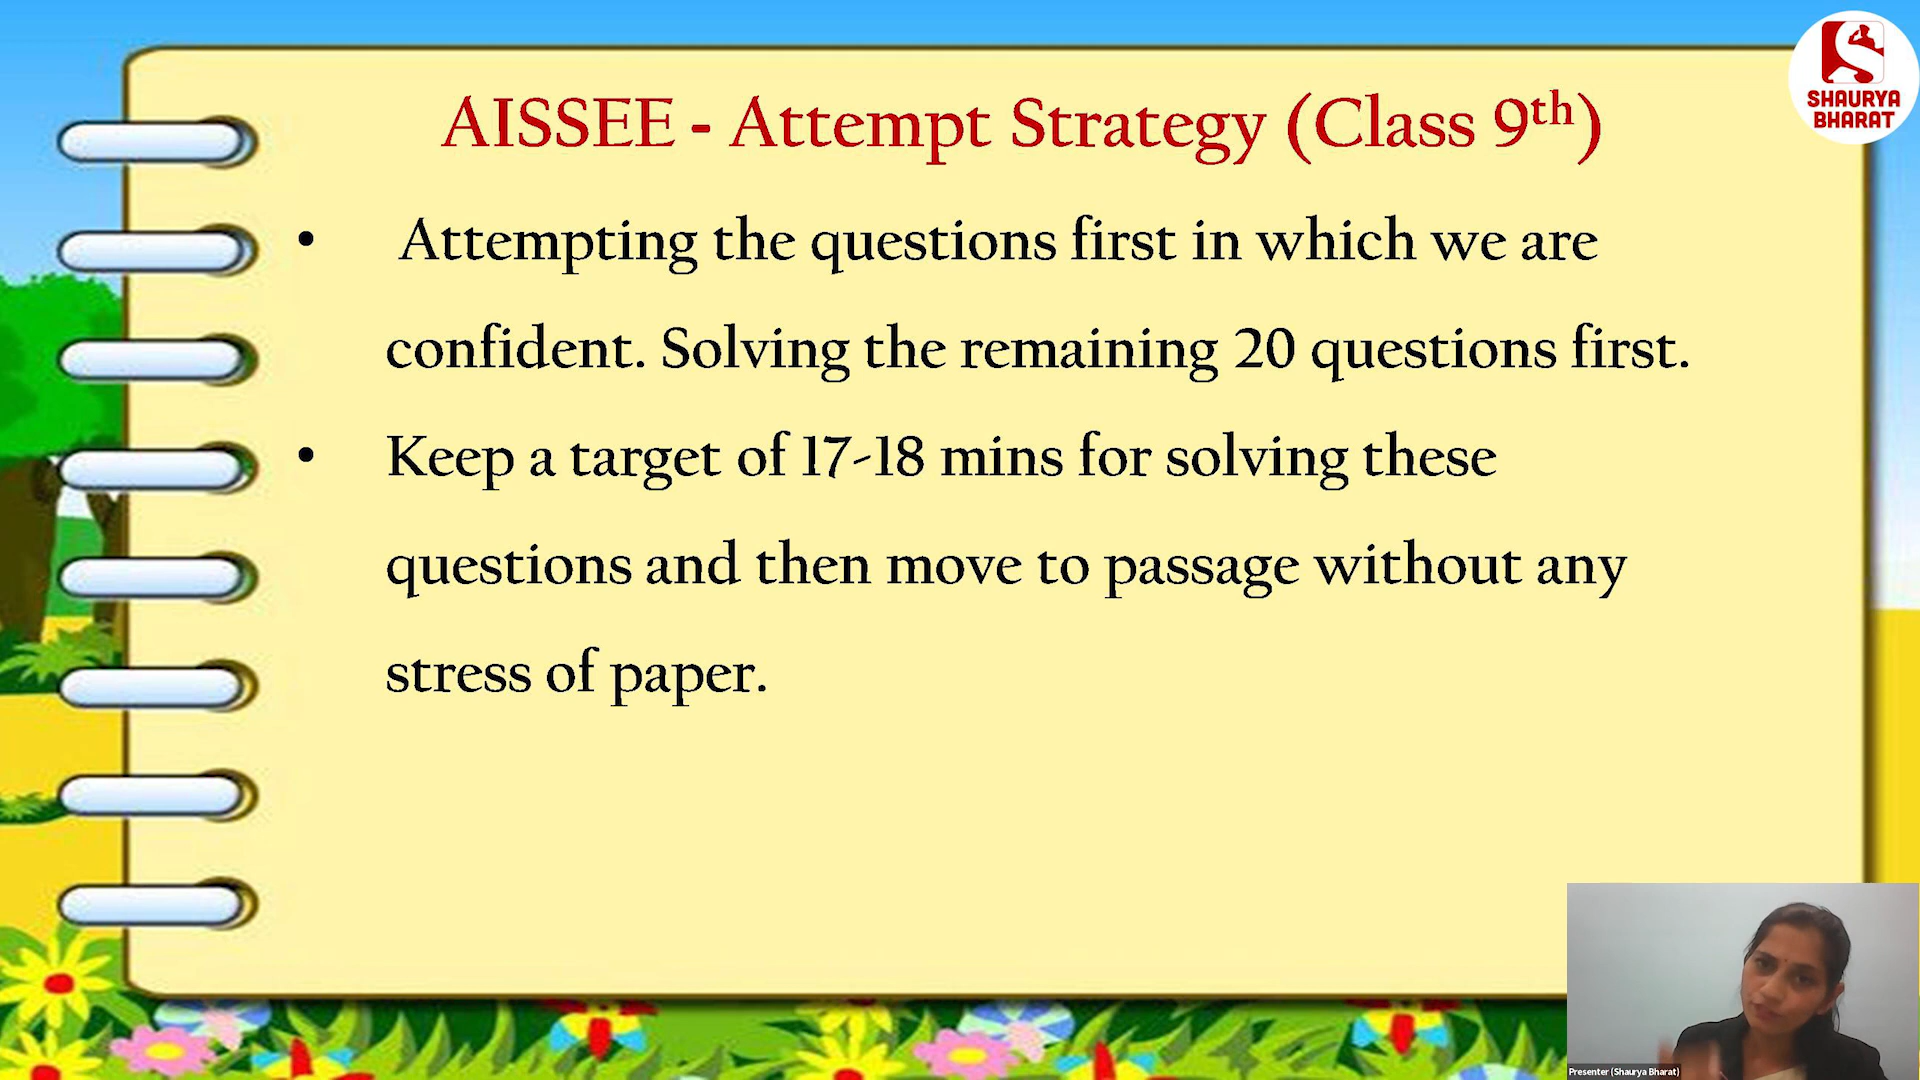 SHAURYA
BHARAT
AISSEE - Attempt Strategy (Class 9th)
• Attempting the questions first in which we are
confident. Solving the remaining 20 questions first.
• Keep a target of 17-18 mins for solving these
questions and then move to passage without any
stress of paper.
Presenter (Shaurya Bharat)